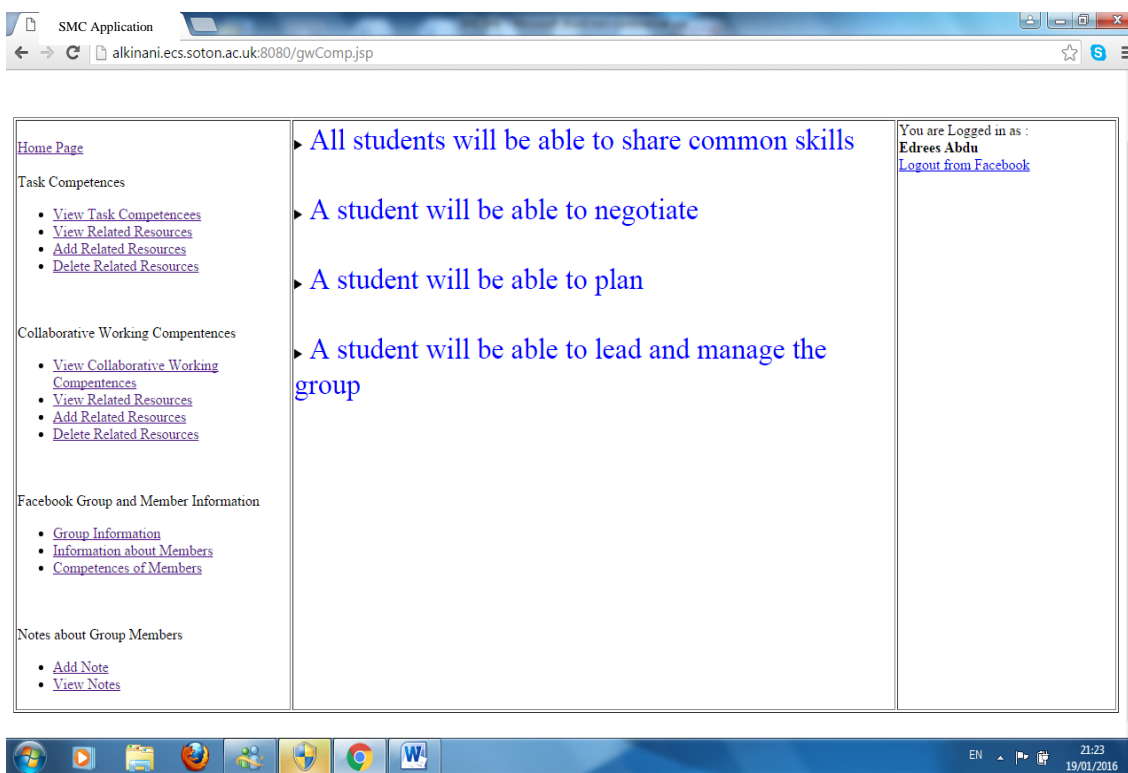 SMC Application
alkinani.ecs.soton.ac.uk:8080/gwComp.jsp
Home Page
Task Competences
View Task Competencees
View Related Resources
Add Related Resources
Delete Related Resources
Collaborative Working Compentences
View Collaborative Working
Compentences
View Related Resources
Add Related Resources
Delete Related Resources
Facebook Group and Member Information
Group Information
Information about Members
Competences of Members
Notes about Group Members
Add Note
View Notes
All students will be able to share common skills
A student will be able to negotiate
A student will be able to plan
A student will be able to lead and manage the
group
You are Logged in as :
Edrees Abdu
Logout from Facebook
EN
21:23
19/01/2016